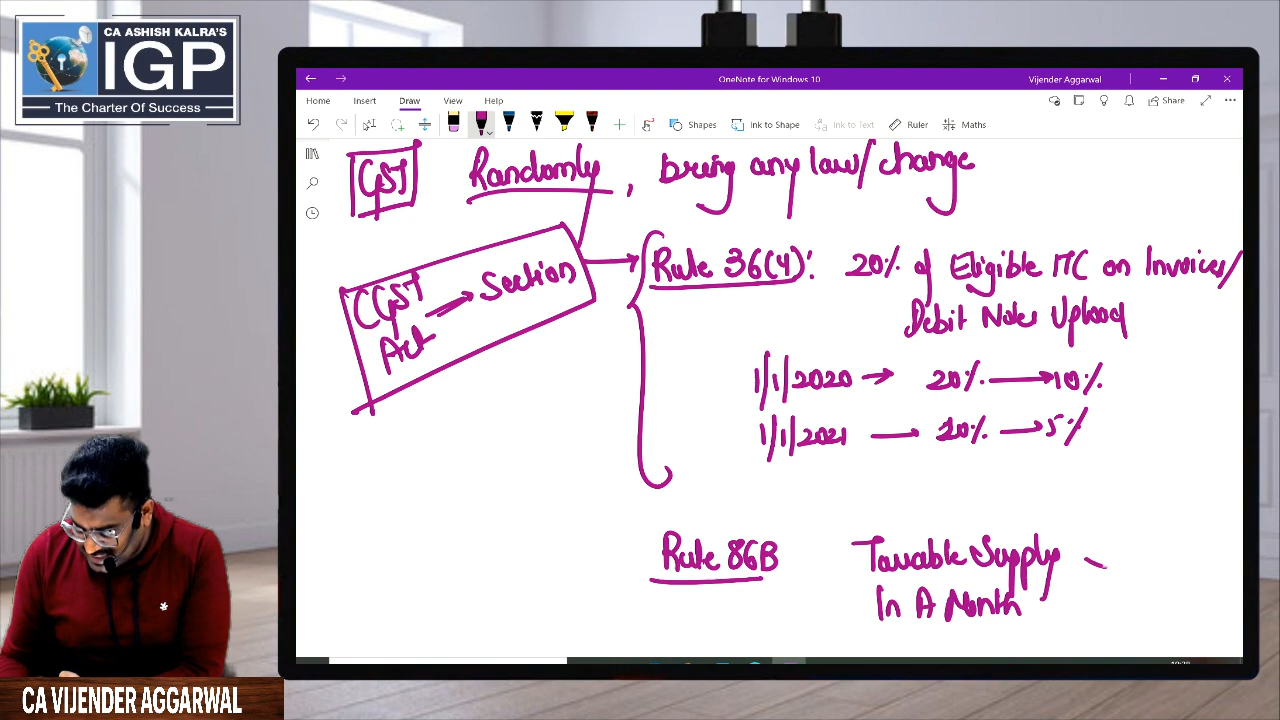 CA ASHISH KALRA'S
IGP
The Charter Of Success
OneNote for Windows 10
Vijender Aggarwal
Home Insert Draw View Help
Share
Shapes Ink to Shape Ink to Text Ruler Maths
GST Randomly, bring any law/change
CGST Act → Section
Rule 36(4): 20% of Eligible ITC on Invoices/
Debit Notes Upload
1/1/2020 → 20% → 10%
1/1/2021 → 10% → 5%
Rule 86B Taxable Supply
In A Month
CA VIJENDER AGGARWAL